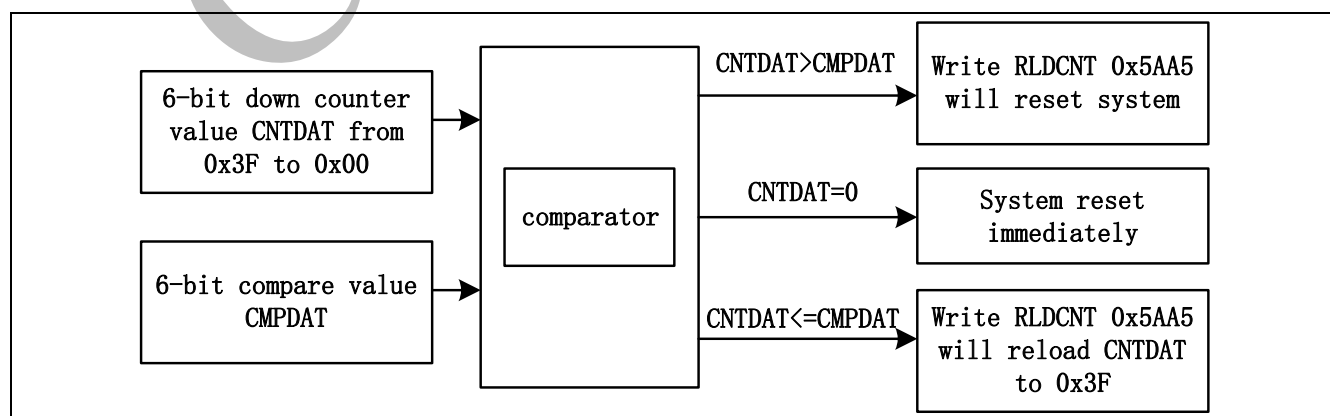 6-bit down counter
value CNTDAT from
0x3F to 0x00
6-bit compare value
CMPDAT
comparator
CNTDAT>CMPDAT
Write RLDCNT 0x5AA5
will reset system
CNTDAT=0
System reset
immediately
CNTDAT<=CMPDAT
Write RLDCNT 0x5AA5
will reload CNTDAT
to 0x3F